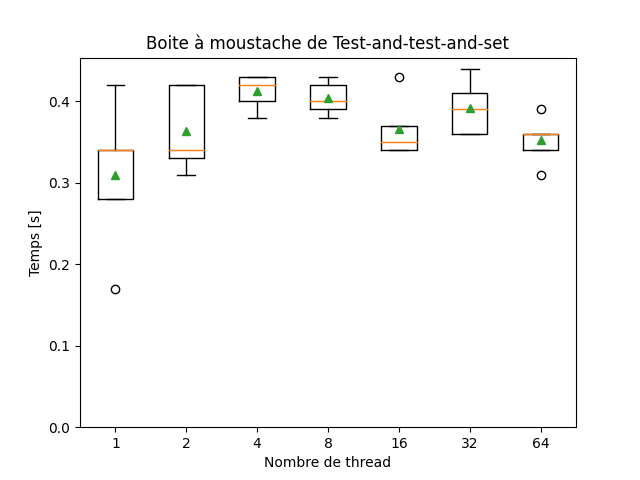 Boite à moustache de Test-and-test-and-set
Temps [s]
0.4
0.3
0.2
0.1
0.0
1 2 4 8 16 32 64
Nombre de thread